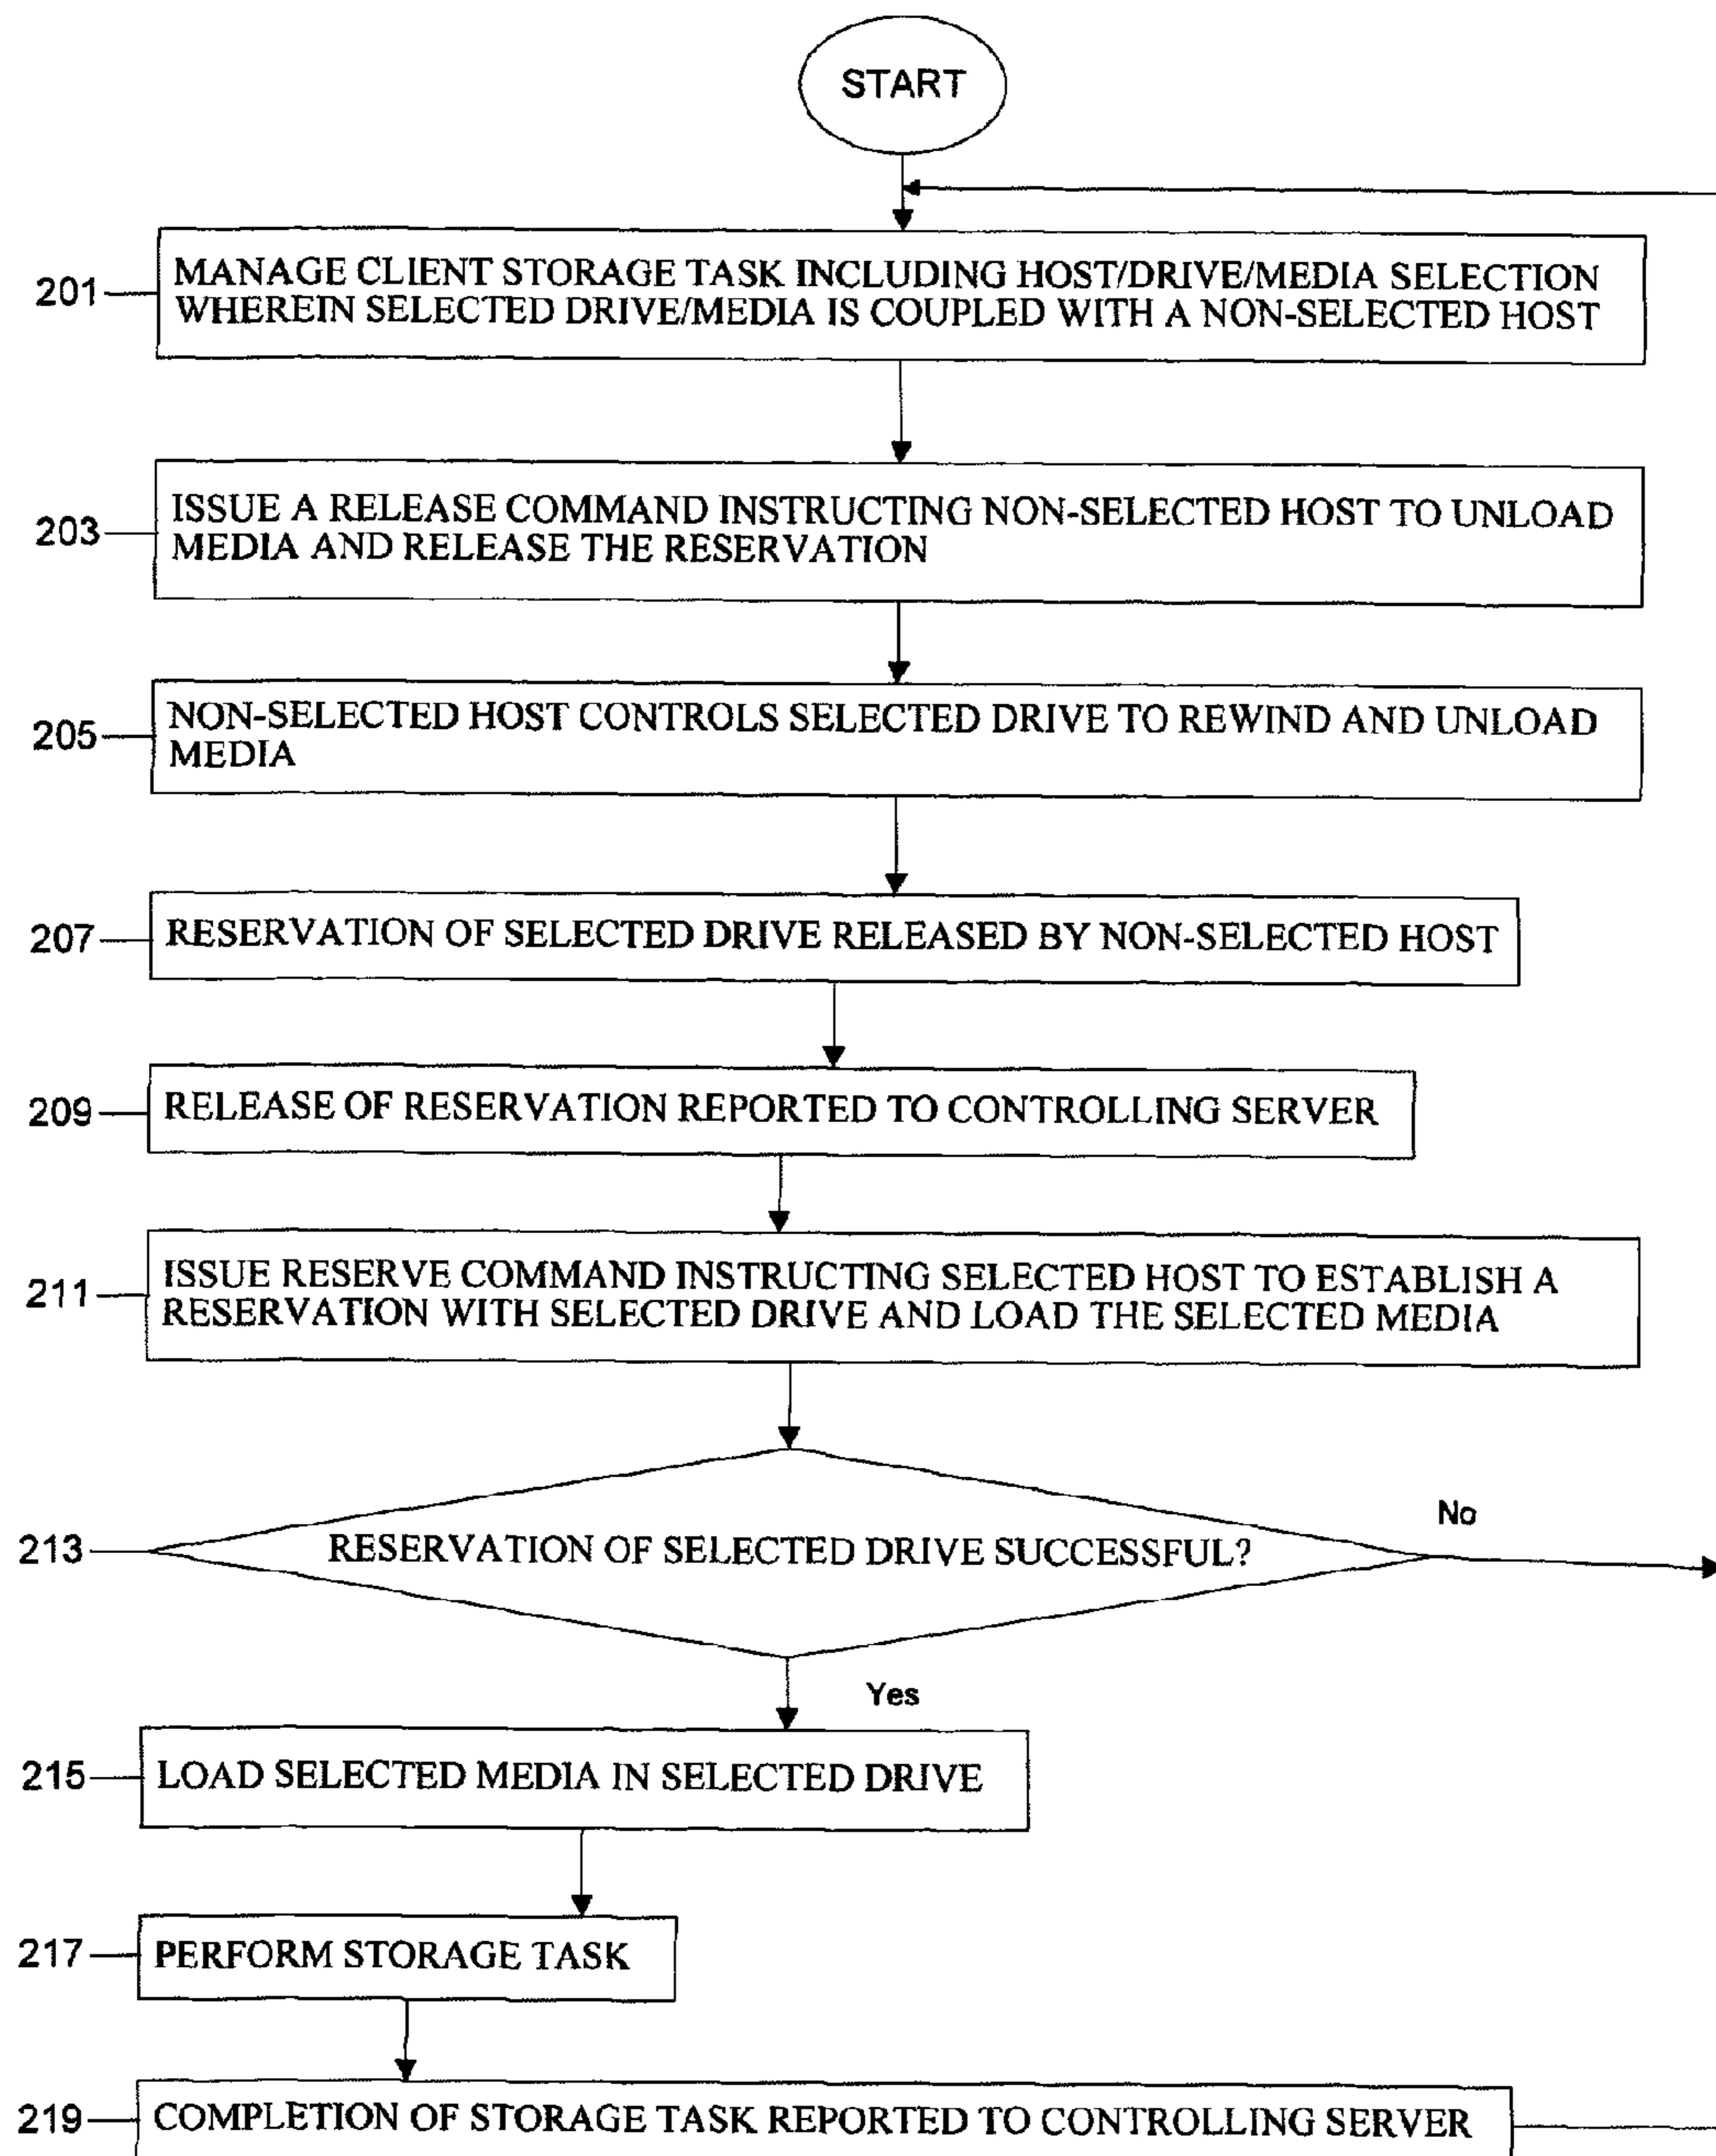 START
201
MANAGE CLIENT STORAGE TASK INCLUDING HOST/DRIVE/MEDIA SELECTION
WHEREIN SELECTED DRIVE/MEDIA IS COUPLED WITH A NON-SELECTED HOST
203
ISSUE A RELEASE COMMAND INSTRUCTING NON-SELECTED HOST TO UNLOAD
MEDIA AND RELEASE THE RESERVATION
205
NON-SELECTED HOST CONTROLS SELECTED DRIVE TO REWIND AND UNLOAD
MEDIA
207
RESERVATION OF SELECTED DRIVE RELEASED BY NON-SELECTED HOST
209
RELEASE OF RESERVATION REPORTED TO CONTROLLING SERVER
211
ISSUE RESERVE COMMAND INSTRUCTING SELECTED HOST TO ESTABLISH A
RESERVATION WITH SELECTED DRIVE AND LOAD THE SELECTED MEDIA
213
RESERVATION OF SELECTED DRIVE SUCCESSFUL?
No
Yes
215
LOAD SELECTED MEDIA IN SELECTED DRIVE
217
PERFORM STORAGE TASK
219
COMPLETION OF STORAGE TASK REPORTED TO CONTROLLING SERVER